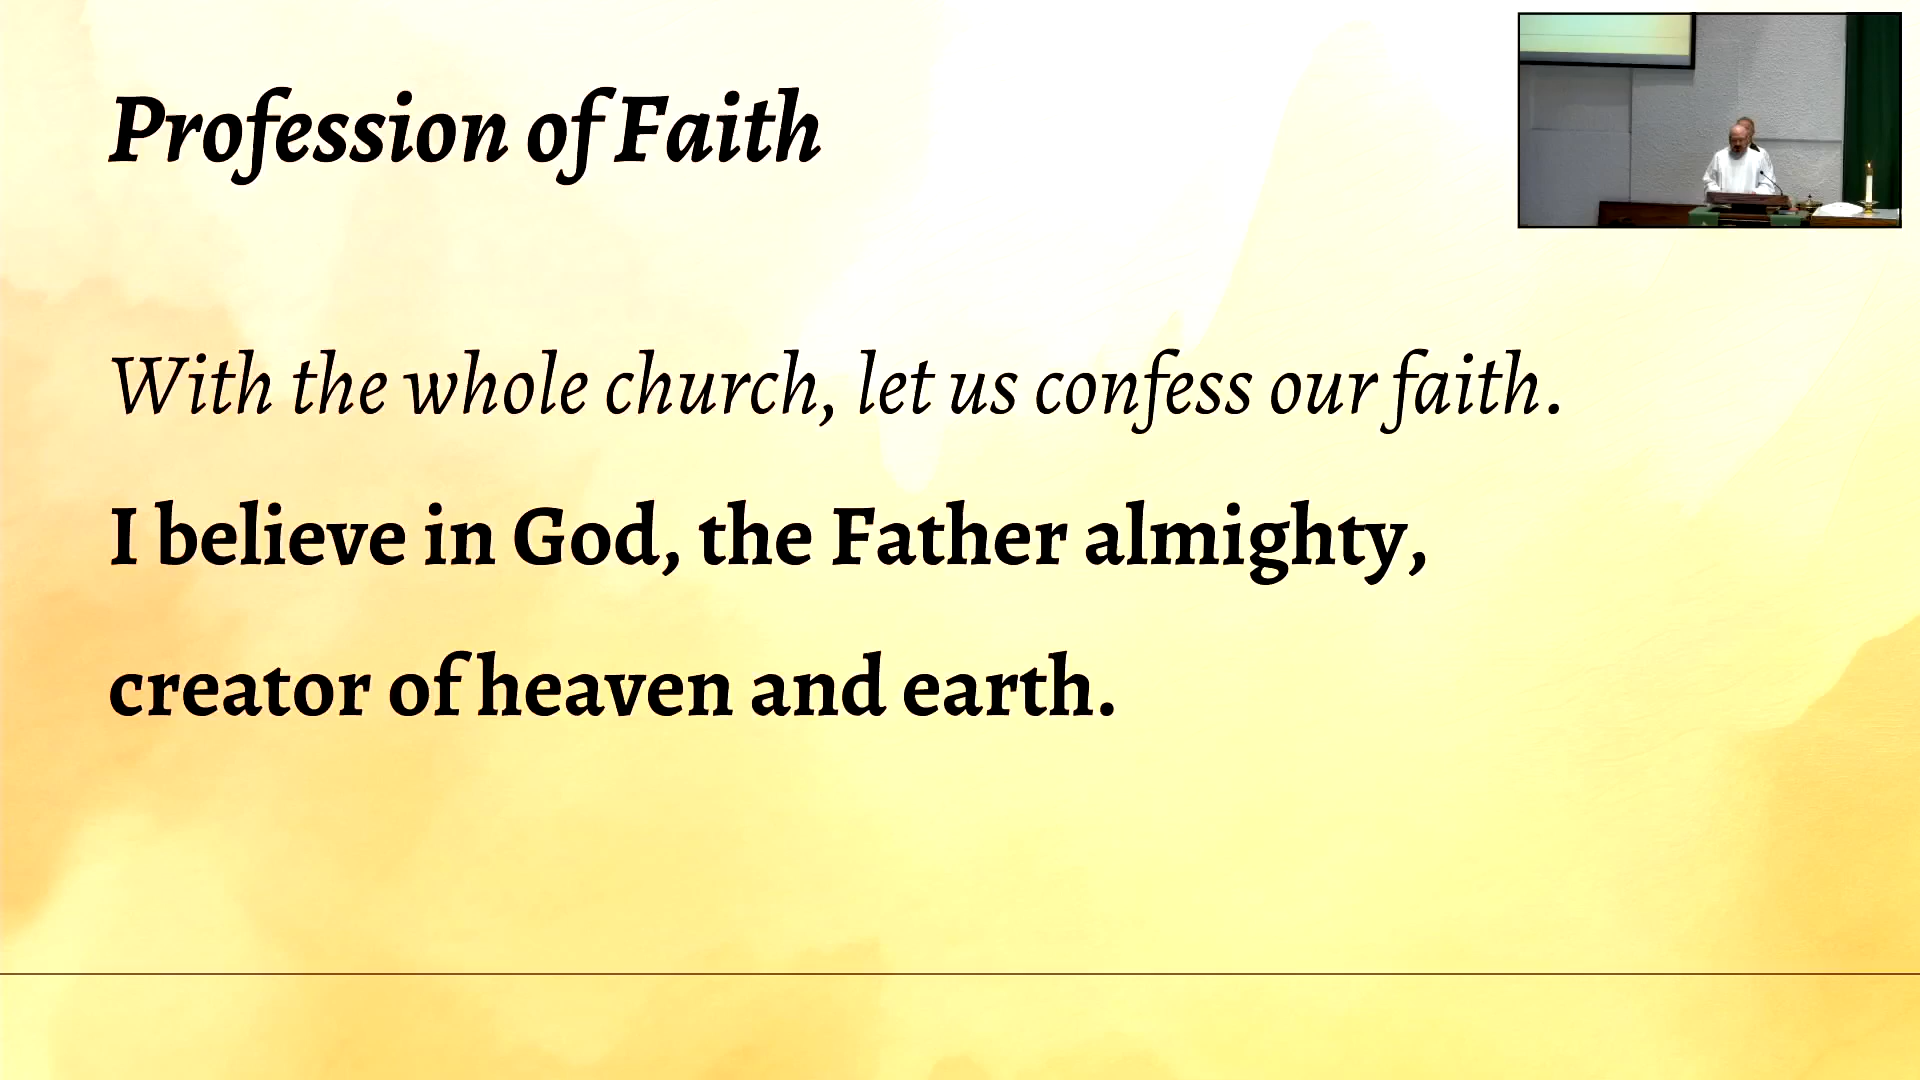 Profession of Faith
With the whole church, let us confess our faith.
I believe in God, the Father almighty,
creator of heaven and earth.